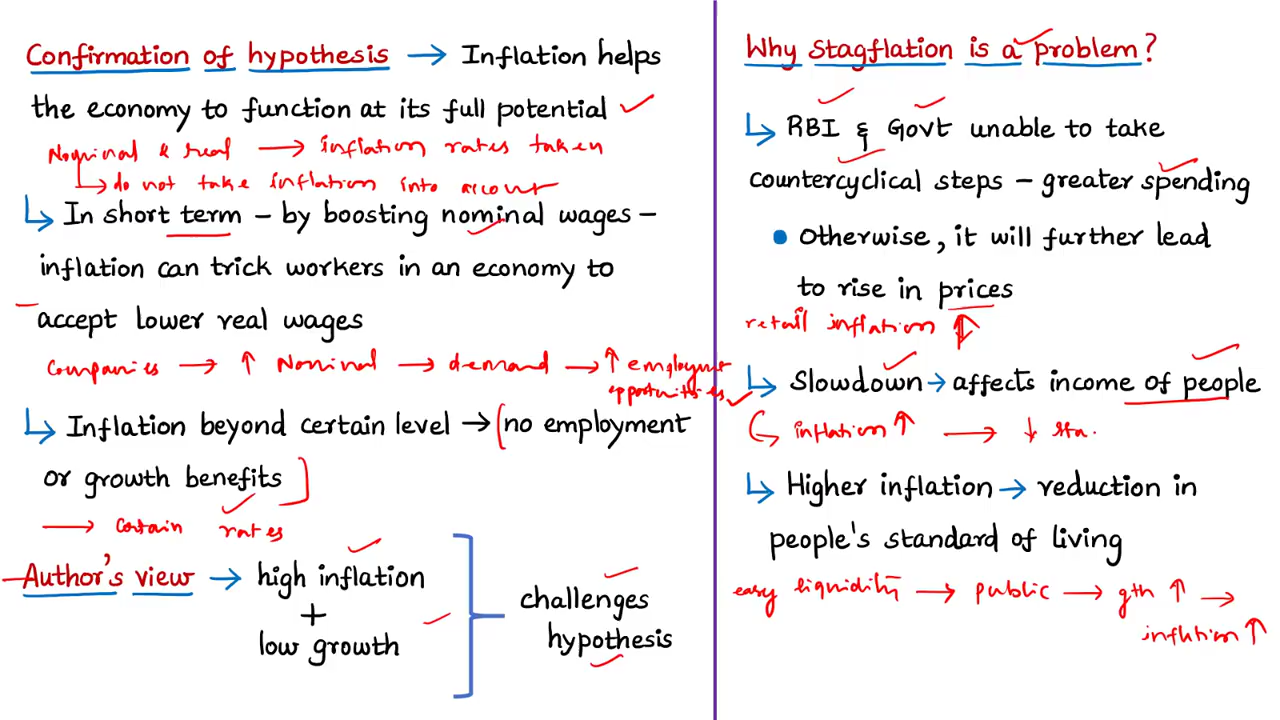 Confirmation of hypothesis → Inflation helps
the economy to function at its full potential ✓
Nominal & real → inflation rates taken
↳ do not take inflation into account
↳ In short term – by boosting nominal wages –
inflation can trick workers in an economy to
accept lower real wages
Companies → ↑ Nominal → demand → ↑ employment
opportunities
↳ Inflation beyond certain level → (no employment
or growth benefits)
→ certain rates
Author's view → high inflation
+
low growth
challenges
hypothesis
Why Stagflation is a problem?
↳ RBI & Govt unable to take
countercyclical steps – greater spending
• Otherwise, it will further lead
to rise in prices
retail inflation ↑
↳ Slowdown → affects income of people
↳ inflation ↑ → ↓ sta.
↳ Higher inflation → reduction in
people's standard of living
easy liquidity → public → gth ↑ →
inflation ↑